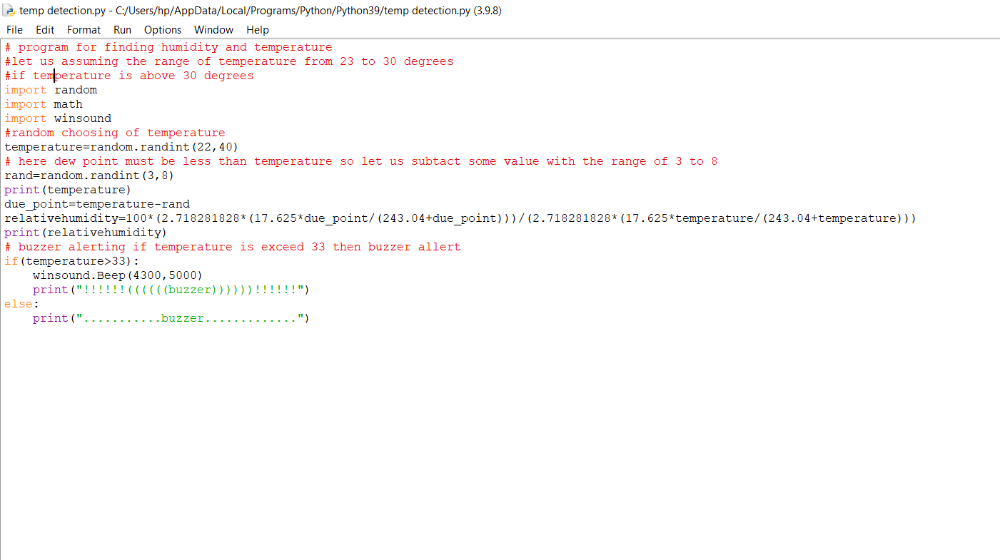 temp detection.py - C:/Users/hp/AppData/Local/Programs/Python/Python39/temp detection.py (3.9.8)
File Edit Format Run Options Window Help
# program for finding humidity and temperature
#let us assuming the range of temperature from 23 to 30 degrees
#if temperature is above 30 degrees
import random
import math
import winsound
#random choosing of temperature
temperature=random.randint(22,40)
# here dew point must be less than temperature so let us subtact some value with the range of 3 to 8
rand=random.randint(3,8)
print(temperature)
due_point=temperature-rand
relativehumidity=100*(2.718281828*(17.625*due_point/(243.04+due_point)))/(2.718281828*(17.625*temperature/(243.04+temperature)))
print(relativehumidity)
# buzzer alerting if temperature is exceed 33 then buzzer allert
if(temperature>33):
    winsound.Beep(4300,5000)
    print("!!!!!!((((((buzzer))))))!!!!!!")
else:
    print("...........buzzer.............")